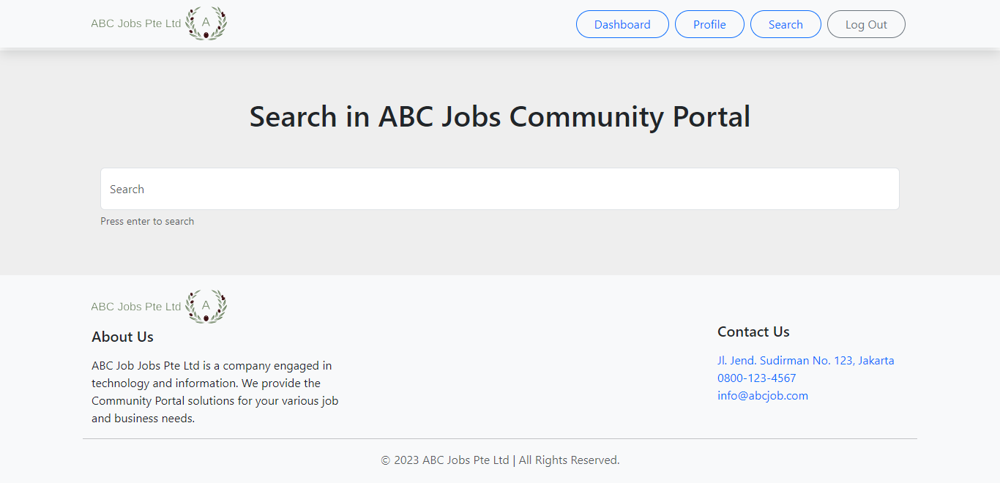 ABC Jobs Pte Ltd A Dashboard Profile Search Log Out
Search in ABC Jobs Community Portal
Search
Press enter to search
ABC Jobs Pte Ltd A
About Us
ABC Job Jobs Pte Ltd is a company engaged in
technology and information. We provide the
Community Portal solutions for your various job
and business needs.
Contact Us
Jl. Jend. Sudirman No. 123, Jakarta
0800-123-4567
info@abcjob.com
© 2023 ABC Jobs Pte Ltd | All Rights Reserved.